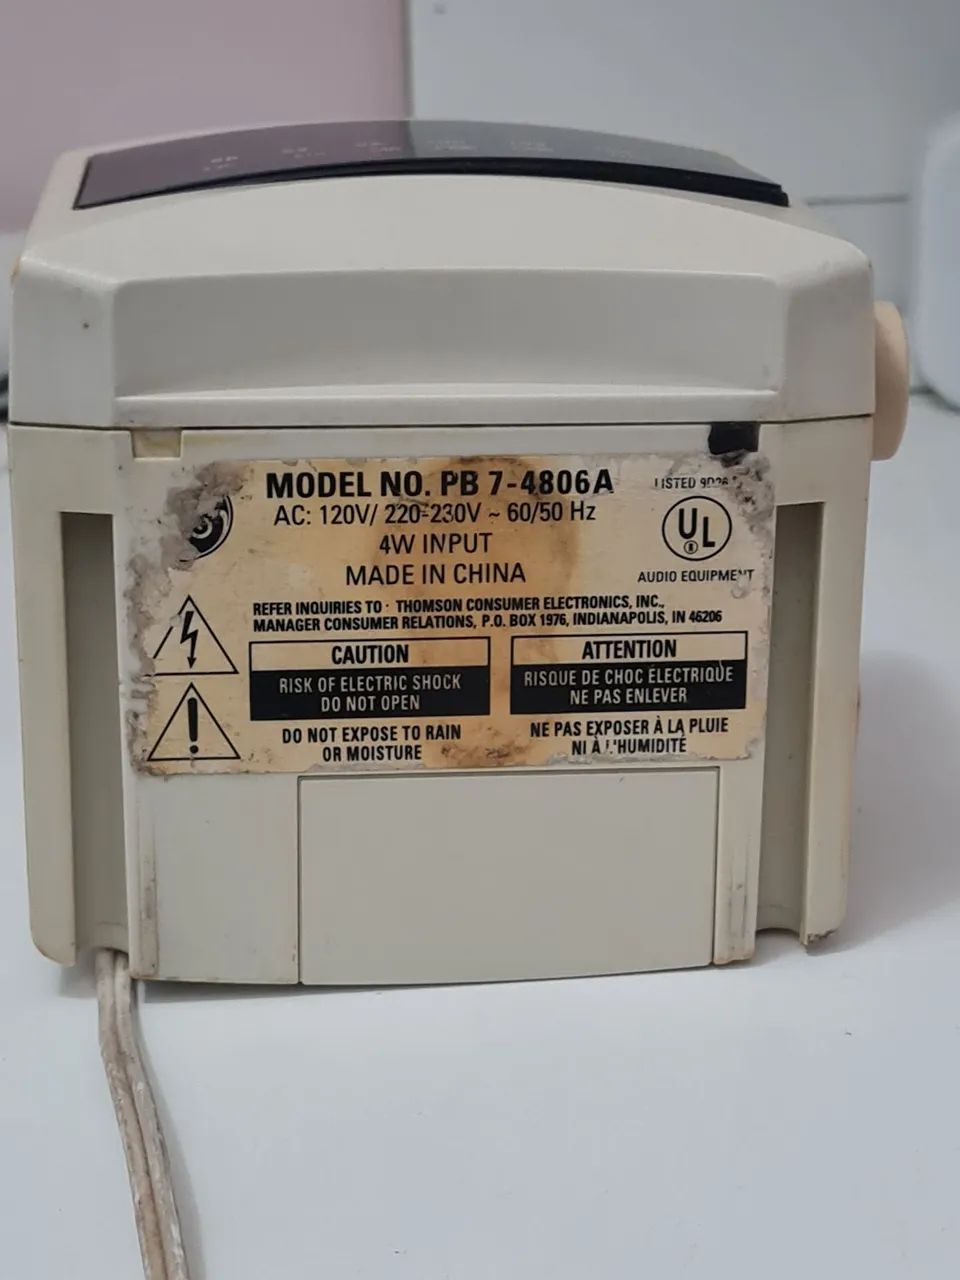 MODEL NO. PB 7-4806A
AC: 120V/ 220-230V ~ 60/50 Hz
4W INPUT
MADE IN CHINA
LISTED
UL
®
AUDIO EQUIPMENT
REFER INQUIRIES TO · THOMSON CONSUMER ELECTRONICS, INC.,
MANAGER CONSUMER RELATIONS, P.O. BOX 1976, INDIANAPOLIS, IN 46206
CAUTION
RISK OF ELECTRIC SHOCK
DO NOT OPEN
DO NOT EXPOSE TO RAIN
OR MOISTURE
ATTENTION
RISQUE DE CHOC ÉLECTRIQUE
NE PAS ENLEVER
NE PAS EXPOSER À LA PLUIE
NI À L'HUMIDITÉ